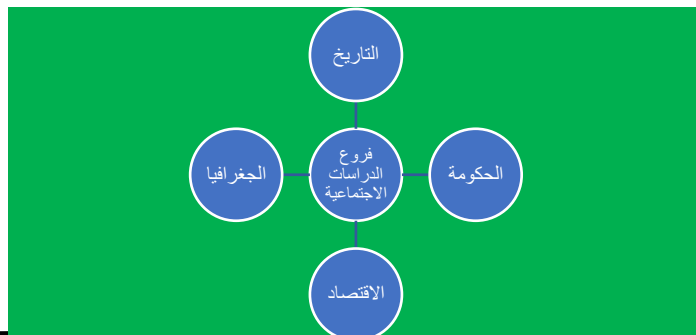 التاريخ
الحكومة
فروع
الدراسات
الاجتماعية
الجغرافيا
الاقتصاد